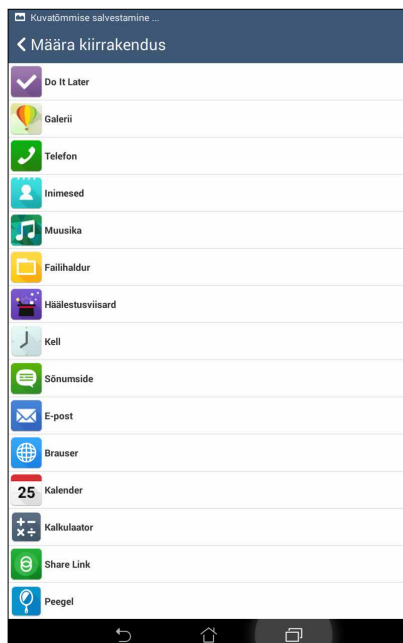 Kuvatõmmise salvestamine ...
Määra kiirrakendus
Do It Later
Galerii
Telefon
Inimesed
Muusika
Failihaldur
Häälestusviisard
Kell
Sõnumside
E-post
Brauser
25 Kalender
Kalkulaator
Share Link
Peegel